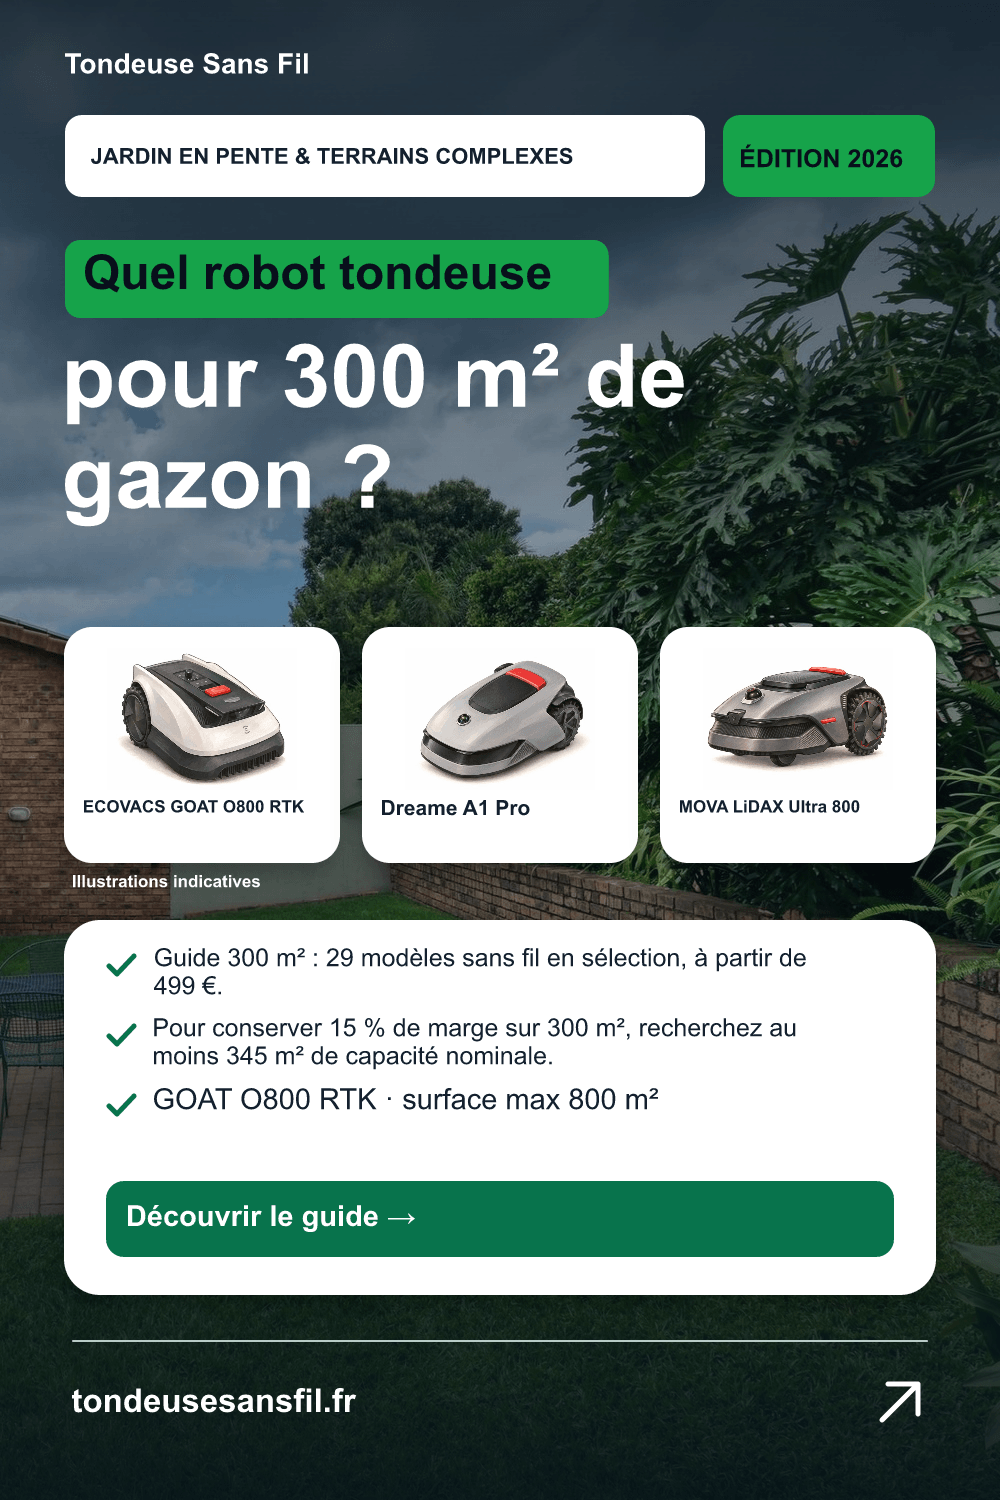 Tondeuse Sans Fil
JARDIN EN PENTE & TERRAINS COMPLEXES
ÉDITION 2026
Quel robot tondeuse
pour 300 m² de
gazon ?
ECOVACS GOAT O800 RTK
Dreame A1 Pro
MOVA LiDAX Ultra 800
Illustrations indicatives
Guide 300 m² : 29 modèles sans fil en sélection, à partir de
499 €.
Pour conserver 15 % de marge sur 300 m², recherchez au
moins 345 m² de capacité nominale.
GOAT O800 RTK · surface max 800 m²
Découvrir le guide →
tondeusesansfil.fr